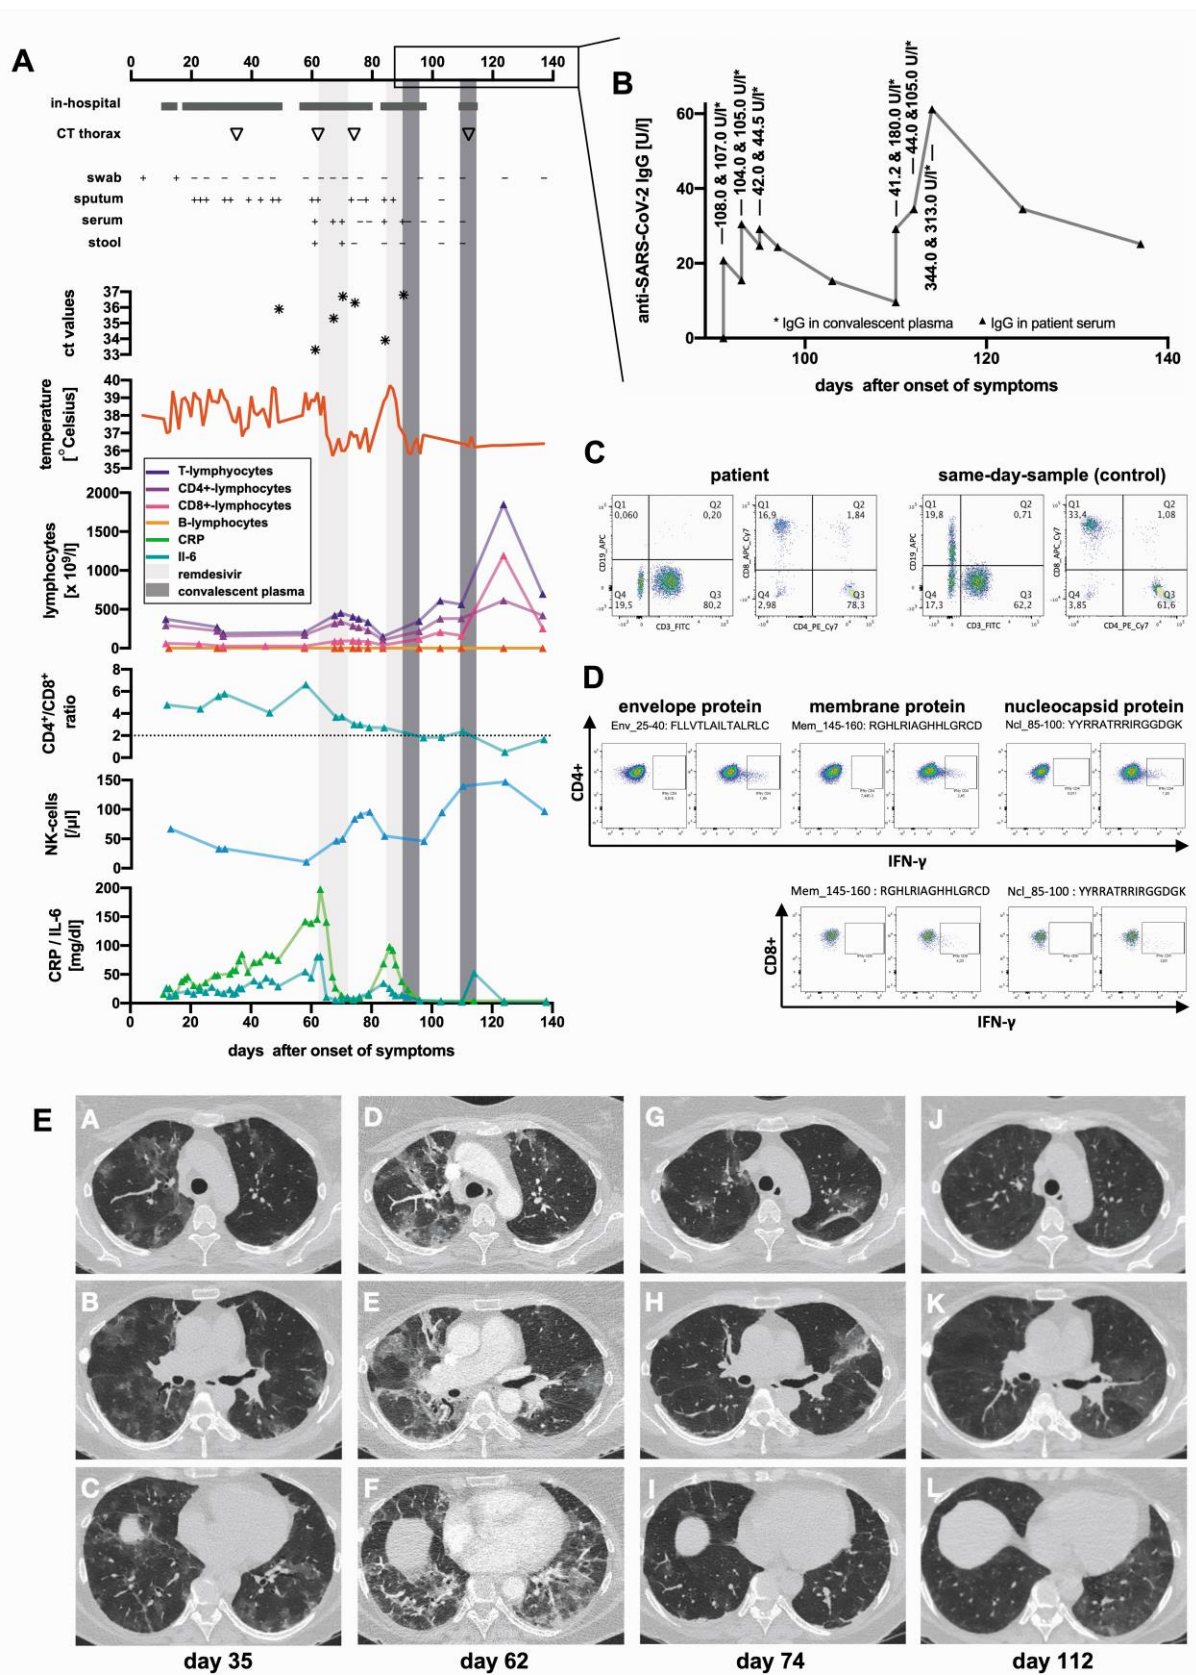 A
0 20 40 60 80 100 120 140
in-hospital
CT thorax
swab
sputum
serum
stool
ct values
37
36
35
34
33
temperature
[°Celsius]
40
39
38
37
36
35
T-lymphyocytes
CD4+-lymphocytes
CD8+-lymphocytes
B-lymphocytes
CRP
Il-6
remdesivir
convalescent plasma
lymphocytes
[x 10⁹/l]
2000
1500
1000
500
0
CD4⁺/CD8⁺
ratio
8
6
4
2
0
NK-cells
[/µl]
150
100
50
0
CRP / IL-6
[mg/dl]
200
150
100
50
0
0 20 40 60 80 100 120 140
days after onset of symptoms
B
anti-SARS-CoV-2 IgG [U/l]
60
40
20
0
108.0 & 107.0 U/l*
104.0 & 105.0 U/l*
42.0 & 44.5 U/l*
41.2 & 180.0 U/l*
44.0 &105.0 U/l*
344.0 & 313.0 U/l*
* IgG in convalescent plasma
▲ IgG in patient serum
100 120 140
days after onset of symptoms
C
patient
same-day-sample (control)
Q1 0,060
Q2 0,20
Q4 19,5
Q3 80,2
CD19_APC
CD3_FITC
Q1 16,9
Q2 1,84
Q4 2,98
Q3 78,3
CD8_APC_Cy7
CD4_PE_Cy7
Q1 19,8
Q2 0,71
Q4 17,3
Q3 62,2
CD19_APC
CD3_FITC
Q1 33,4
Q2 1,08
Q4 3,85
Q3 61,6
CD8_APC_Cy7
CD4_PE_Cy7
D
envelope protein
Env_25-40: FLLVTLAILTALRLC
membrane protein
Mem_145-160: RGHLRIAGHHLGRCD
nucleocapsid protein
Ncl_85-100: YYRRATRRIRGGDGK
CD4+
IFN-γ
Mem_145-160 : RGHLRIAGHHLGRCD
Ncl_85-100 : YYRRATRRIRGGDGK
CD8+
IFN-γ
E
A
D
G
J
B
E
H
K
C
F
I
L
day 35
day 62
day 74
day 112